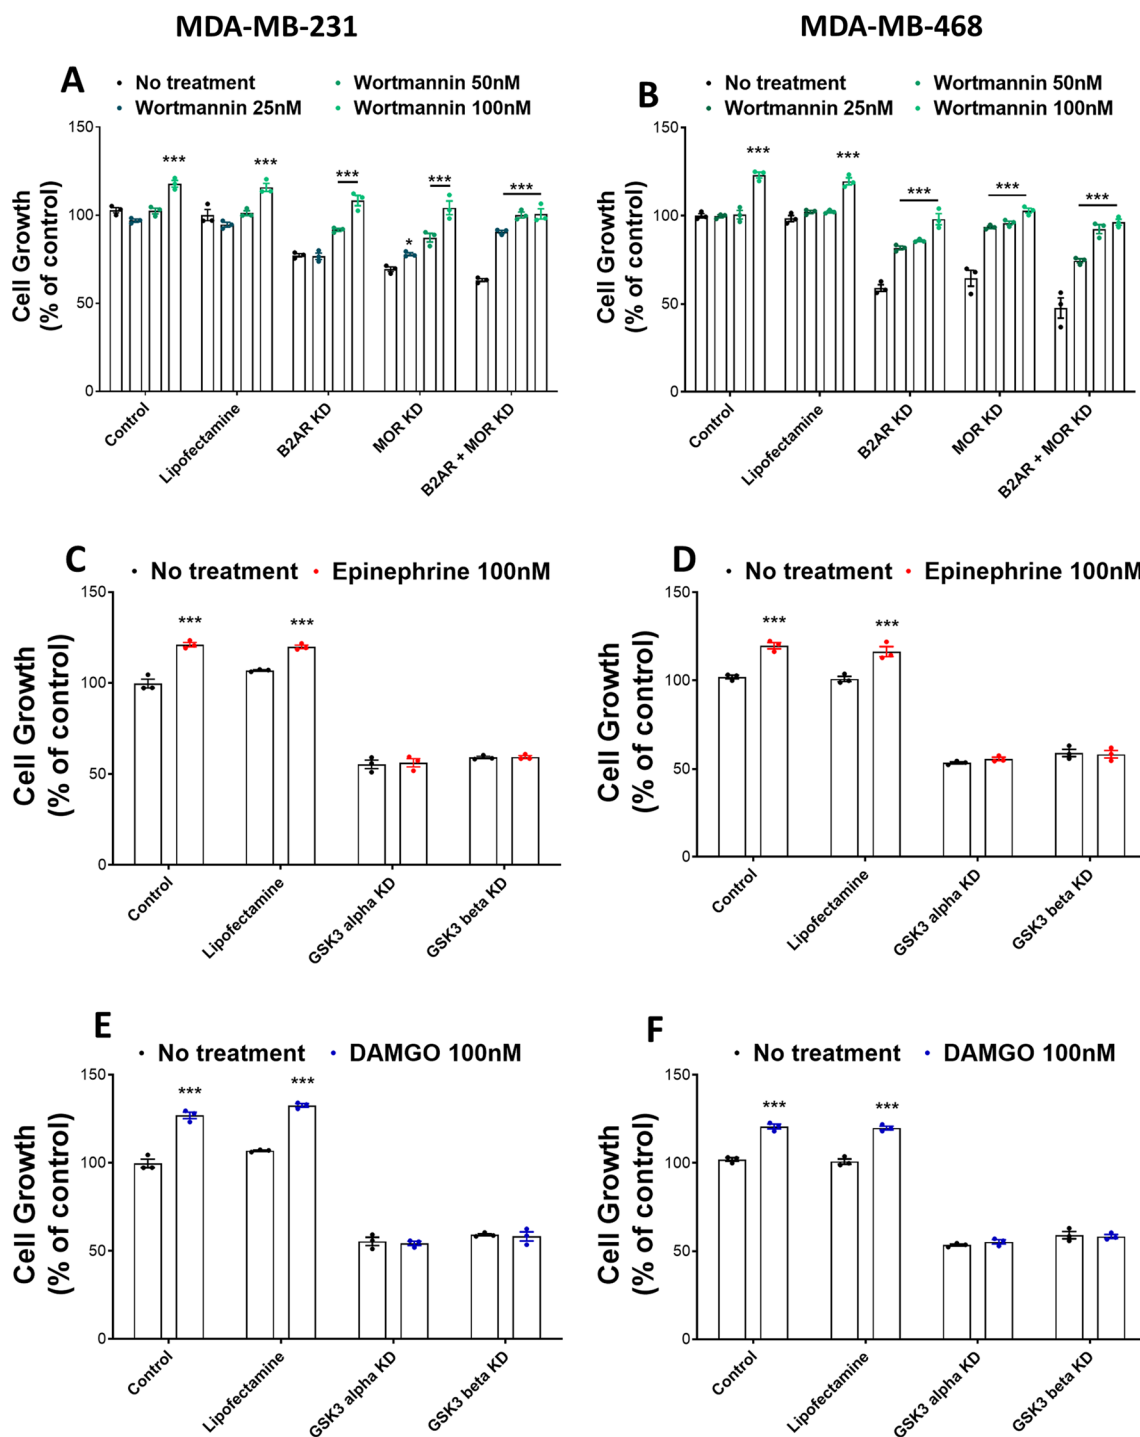 MDA-MB-231
MDA-MB-468
A
• No treatment • Wortmannin 50nM
• Wortmannin 25nM • Wortmannin 100nM
Cell Growth
(% of control)
150
100
50
0
*** *** *** * *** ***
Control
Lipofectamine
B2AR KD
MOR KD
B2AR + MOR KD
B
• No treatment • Wortmannin 50nM
• Wortmannin 25nM • Wortmannin 100nM
Cell Growth
(% of control)
150
100
50
0
*** *** *** *** ***
Control
Lipofectamine
B2AR KD
MOR KD
B2AR + MOR KD
C
• No treatment • Epinephrine 100nM
Cell Growth
(% of control)
150
100
50
0
*** ***
Control
Lipofectamine
GSK3 alpha KD
GSK3 beta KD
D
• No treatment • Epinephrine 100nM
Cell Growth
(% of control)
150
100
50
0
*** ***
Control
Lipofectamine
GSK3 alpha KD
GSK3 beta KD
E
• No treatment • DAMGO 100nM
Cell Growth
(% of control)
150
100
50
0
*** ***
Control
Lipofectamine
GSK3 alpha KD
GSK3 beta KD
F
• No treatment • DAMGO 100nM
Cell Growth
(% of control)
150
100
50
0
*** ***
Control
Lipofectamine
GSK3 alpha KD
GSK3 beta KD